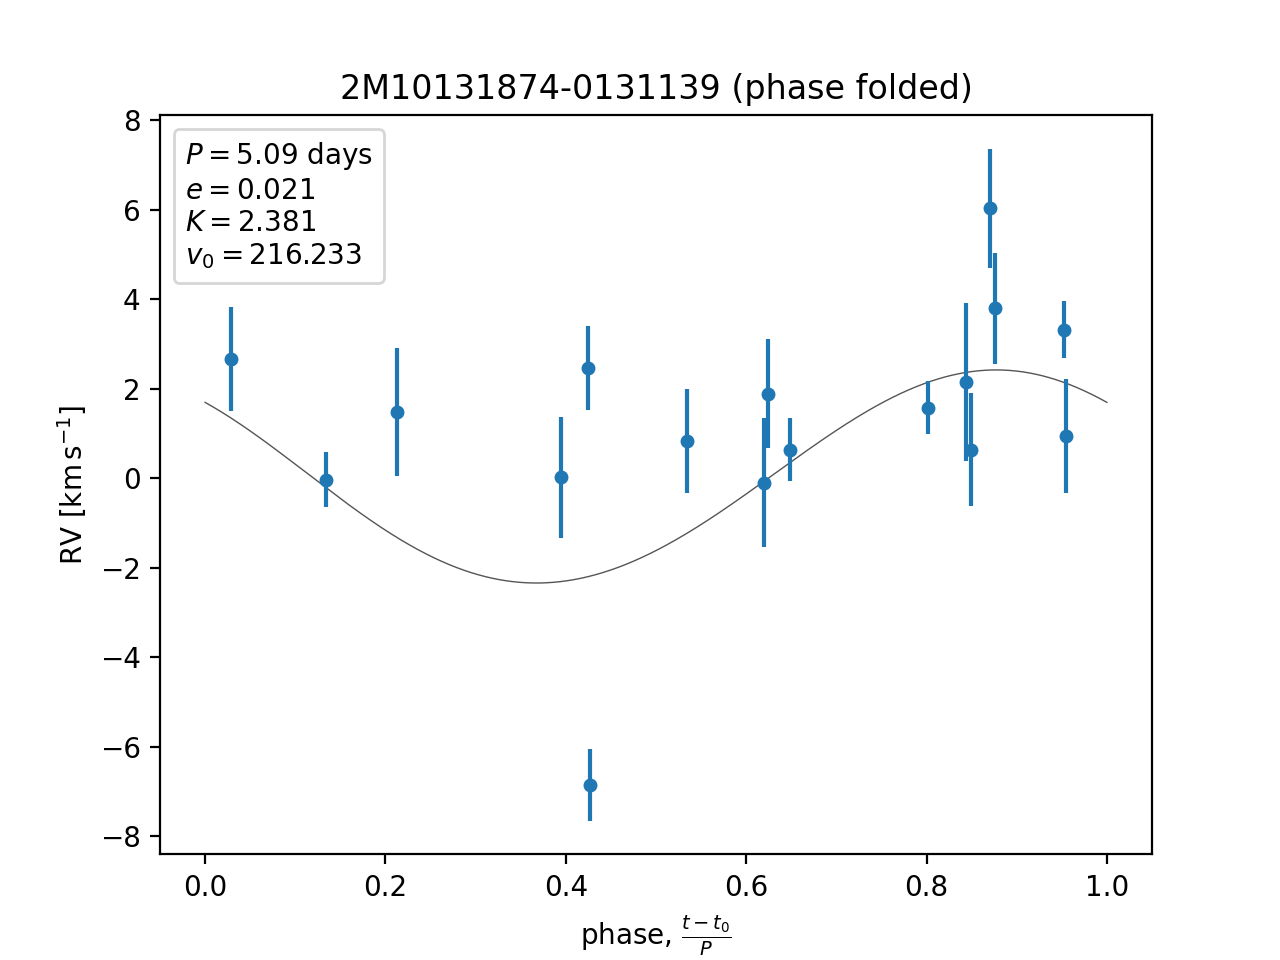 2M10131874-0131139 (phase folded)
P = 5.09 days
e = 0.021
K = 2.381
v₀ = 216.233
8
6
4
2
0
−2
−4
−6
−8
RV [km s⁻¹]
0.0 0.2 0.4 0.6 0.8 1.0
phase, (t − t₀)/P